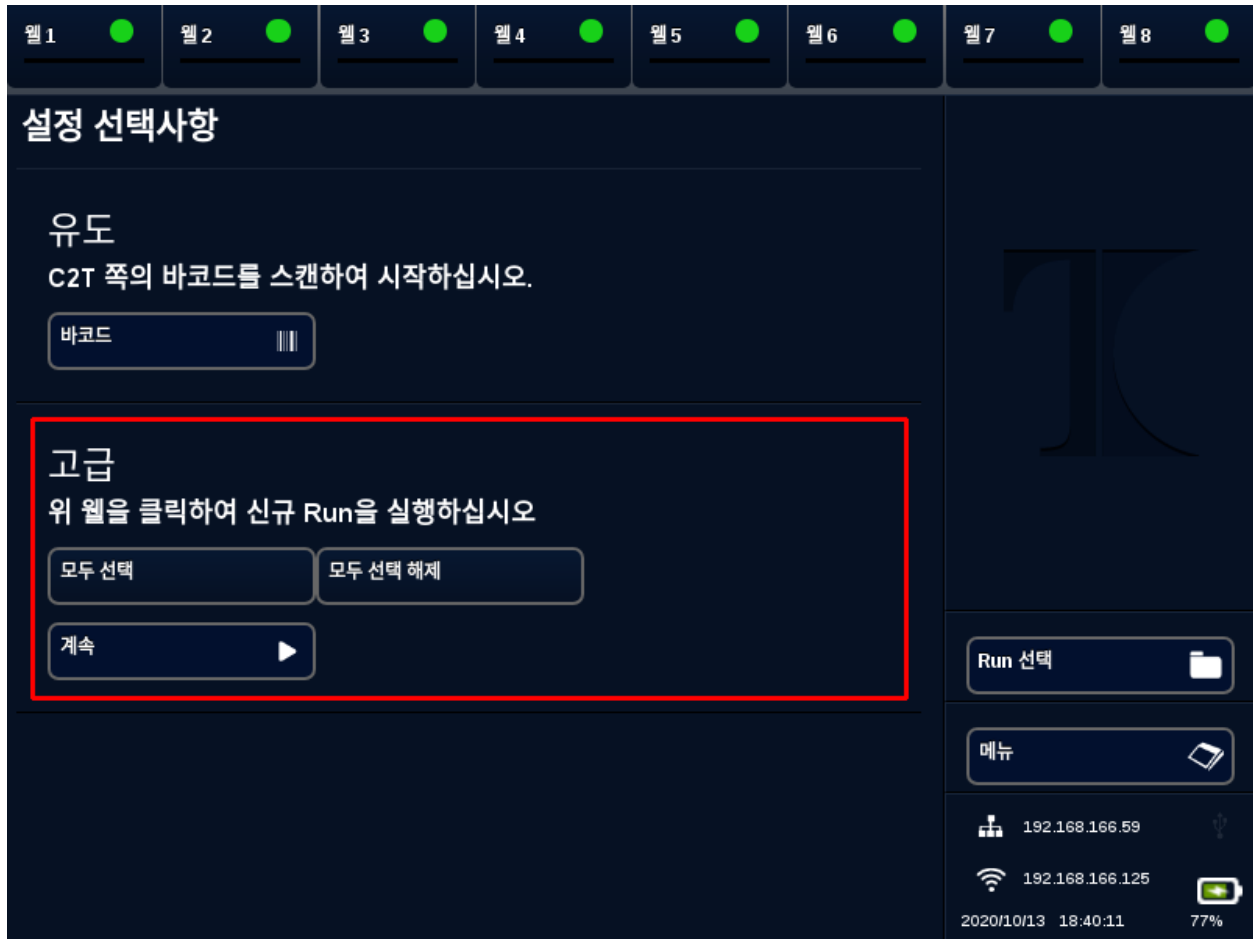 웰 1
웰 2
웰 3
웰 4
웰 5
웰 6
웰 7
웰 8
설정 선택사항
유도
C2T 쪽의 바코드를 스캔하여 시작하십시오.
바코드
고급
위 웰을 클릭하여 신규 Run을 실행하십시오
모두 선택
모두 선택 해제
계속
Run 선택
메뉴
192.168.166.59
192.168.166.125
2020/10/13 18:40:11 77%